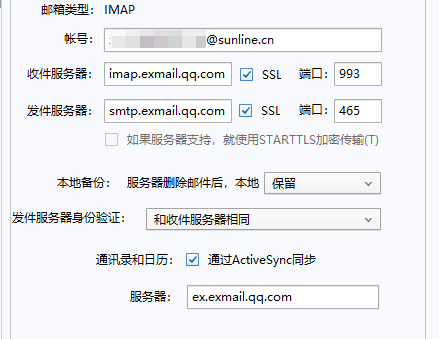 邮箱类型： IMAP
帐号： @sunline.cn
收件服务器： imap.exmail.qq.com SSL 端口： 993
发件服务器： smtp.exmail.qq.com SSL 端口： 465
如果服务器支持，就使用STARTTLS加密传输(T)
本地备份： 服务器删除邮件后，本地 保留
发件服务器身份验证： 和收件服务器相同
通讯录和日历： 通过ActiveSync同步
服务器： ex.exmail.qq.com